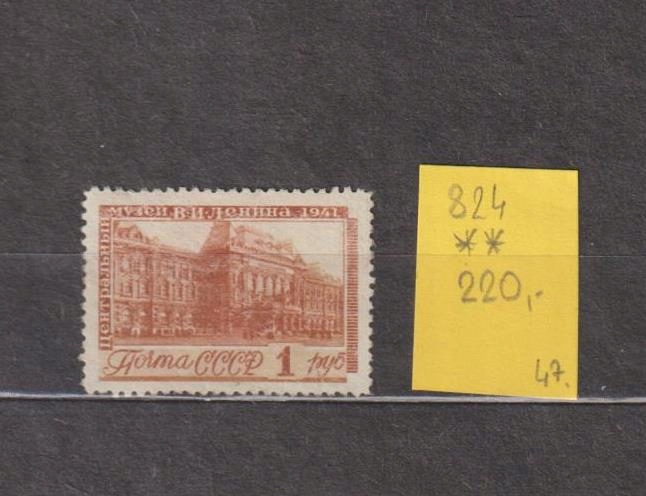 Центральный
музей В.И. Ленина 1941
Почта СССР 1 руб
824
**
220,-
47.